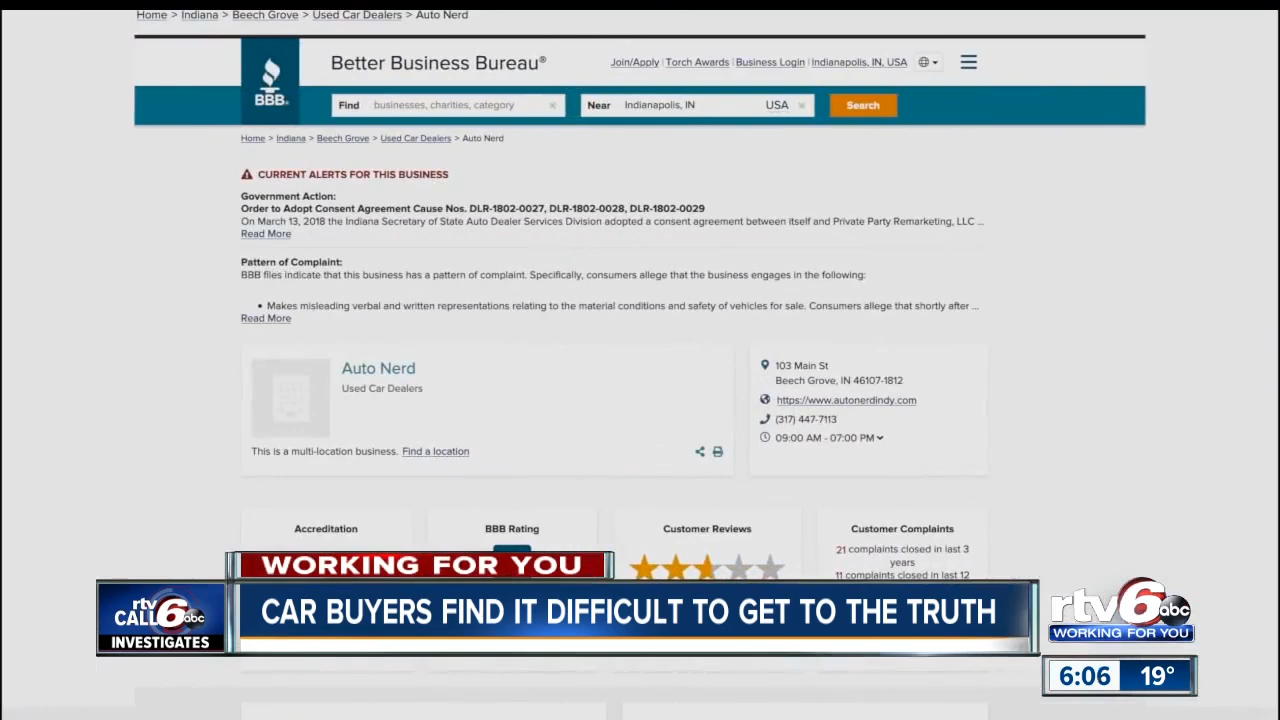 Home > Indiana > Beech Grove > Used Car Dealers > Auto Nerd
Better Business Bureau®
Join/Apply | Torch Awards | Business Login | Indianapolis, IN, USA
BBB®
Find businesses, charities, category
Near Indianapolis, IN USA
Search
Home > Indiana > Beech Grove > Used Car Dealers > Auto Nerd
CURRENT ALERTS FOR THIS BUSINESS
Government Action:
Order to Adopt Consent Agreement Cause Nos. DLR-1802-0027, DLR-1802-0028, DLR-1802-0029
On March 13, 2018 the Indiana Secretary of State Auto Dealer Services Division adopted a consent agreement between itself and Private Party Remarketing, LLC ...
Read More
Pattern of Complaint:
BBB files indicate that this business has a pattern of complaint. Specifically, consumers allege that the business engages in the following:
• Makes misleading verbal and written representations relating to the material conditions and safety of vehicles for sale. Consumers allege that shortly after ...
Read More
Auto Nerd
Used Car Dealers
This is a multi-location business. Find a location
103 Main St
Beech Grove, IN 46107-1812
https://www.autonerdindy.com
(317) 447-7113
09:00 AM - 07:00 PM
Accreditation
BBB Rating
Customer Reviews
Customer Complaints
21 complaints closed in last 3
years
11 complaints closed in last 12
WORKING FOR YOU
CAR BUYERS FIND IT DIFFICULT TO GET TO THE TRUTH
rtv
CALL 6 abc
INVESTIGATES
rtv6 abc
WORKING FOR YOU
6:06 19°